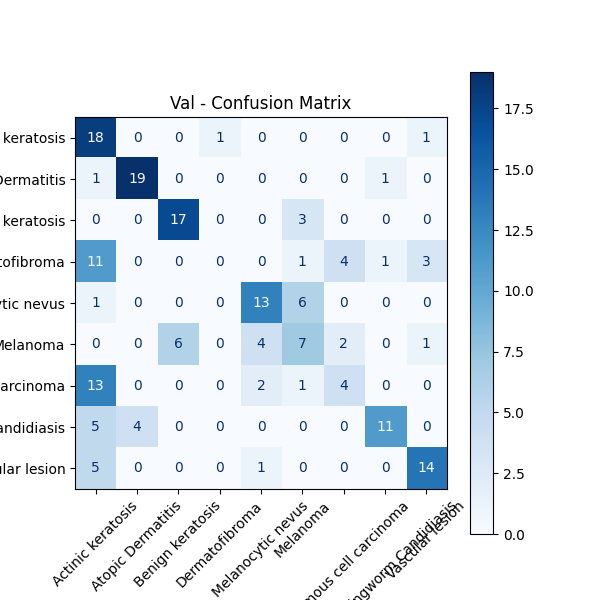 Val - Confusion Matrix
keratosis 18 0 0 1 0 0 0 0 1
Dermatitis 1 19 0 0 0 0 0 1 0
keratosis 0 0 17 0 0 3 0 0 0
tofibroma 11 0 0 0 0 1 4 1 3
ytic nevus 1 0 0 0 13 6 0 0 0
Melanoma 0 0 6 0 4 7 2 0 1
arcinoma 13 0 0 0 2 1 4 0 0
andidiasis 5 4 0 0 0 0 0 11 0
ular lesion 5 0 0 0 1 0 0 0 14
Actinic keratosis
Atopic Dermatitis
Benign keratosis
Dermatofibroma
Melanocytic nevus
Melanoma
mous cell carcinoma
ngworm Candidiasis
Vascular lesion
17.5
15.0
12.5
10.0
7.5
5.0
2.5
0.0